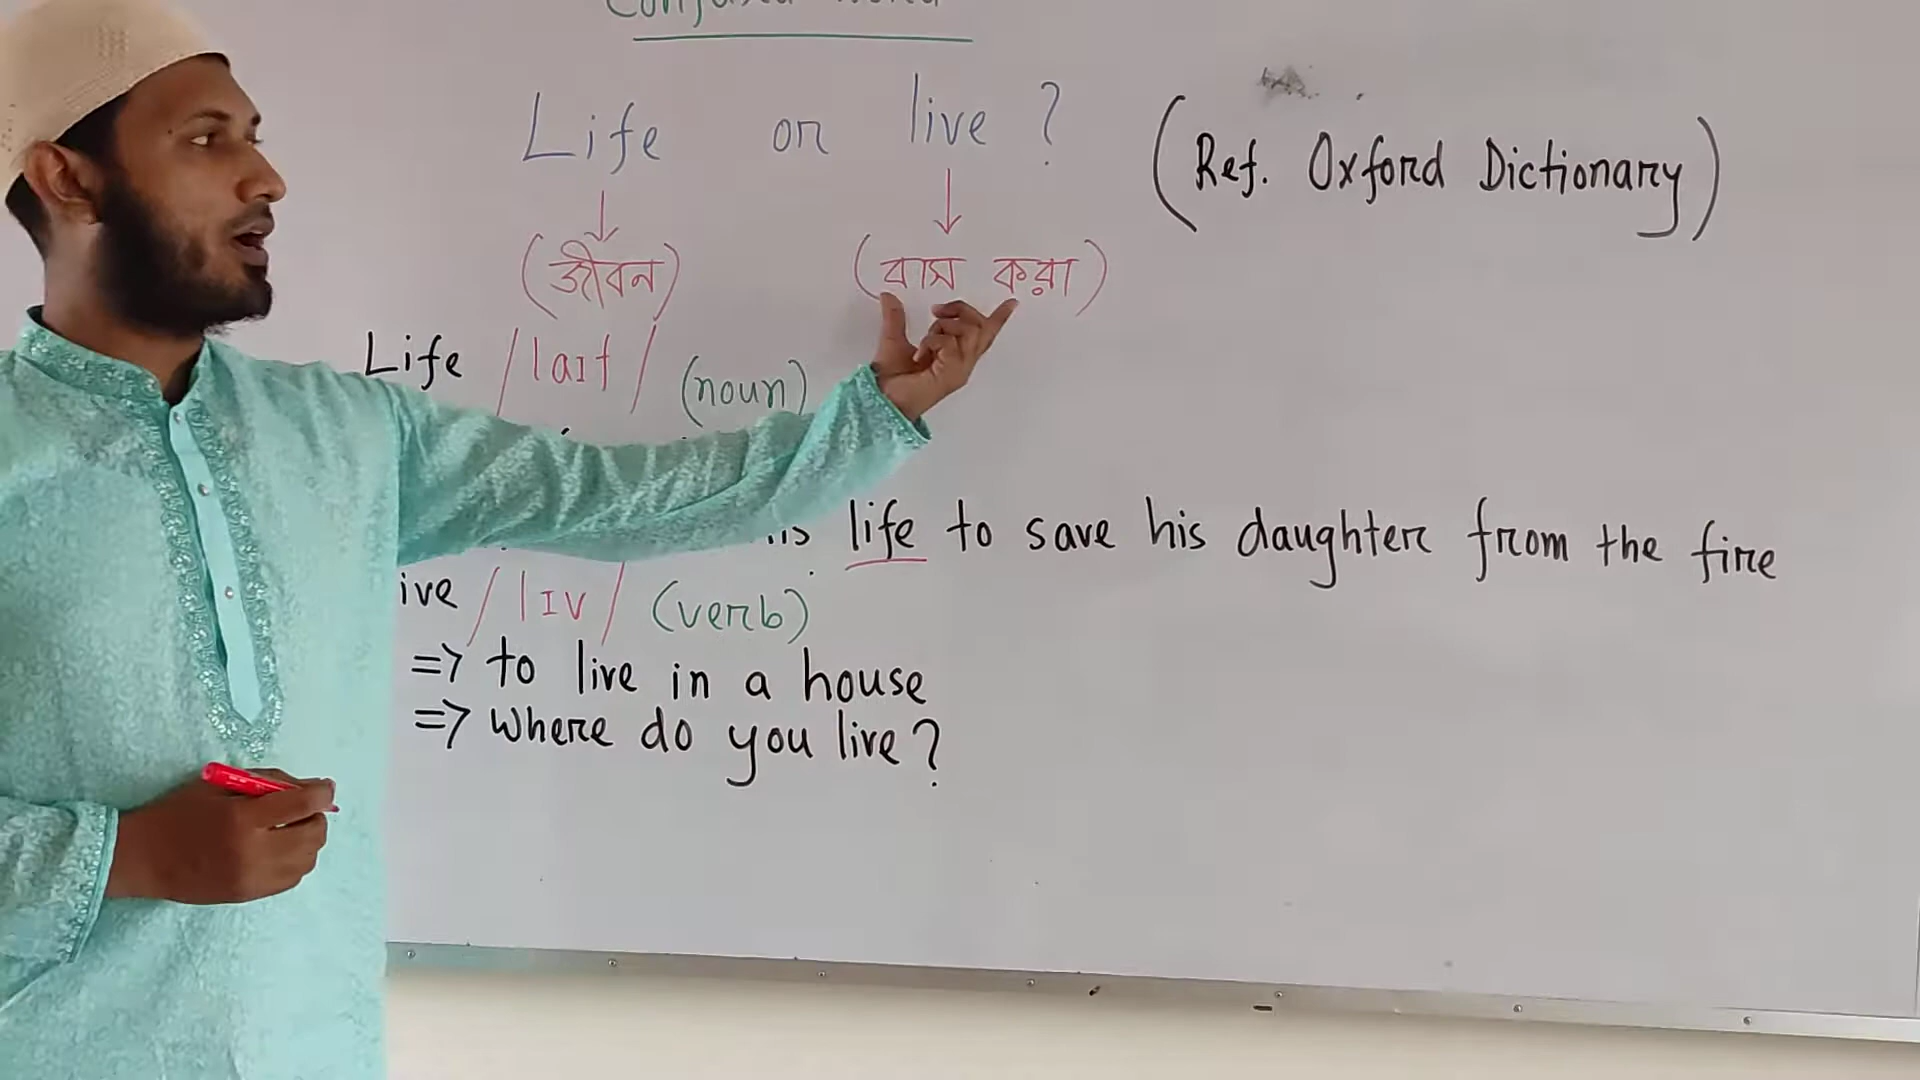 Life or live ?
(Ref. Oxford Dictionary)
(জীবন) (বাস করা)
Life /laɪf/ (noun)
life to save his daughter from the fire
ive /lɪv/ (verb)
=> to live in a house
=> where do you live?